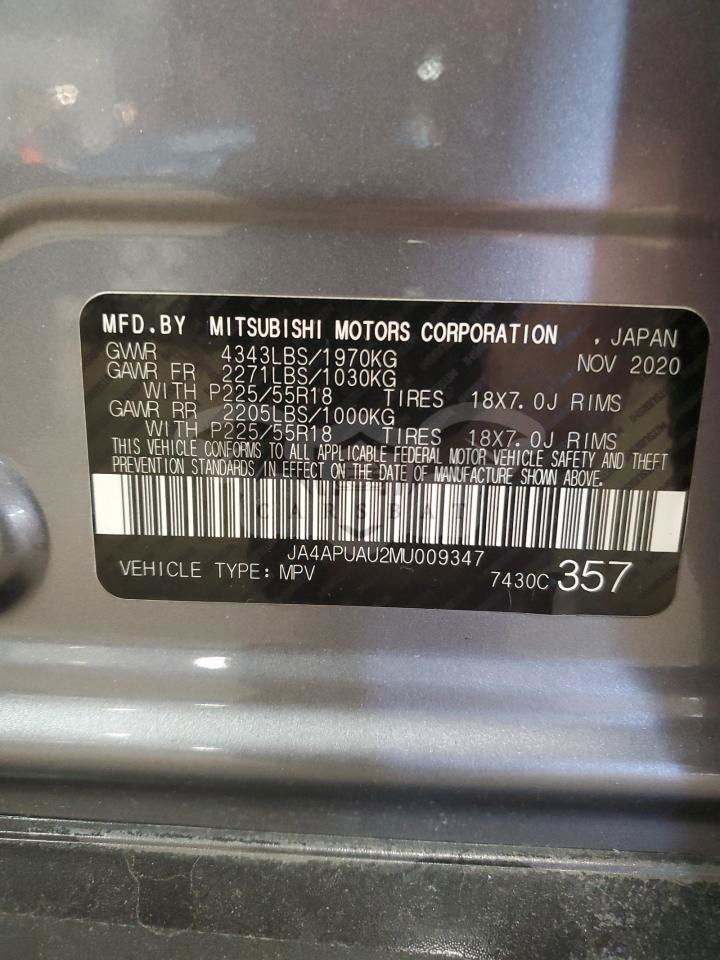 MFD.BY MITSUBISHI MOTORS CORPORATION , JAPAN
GVWR 4343LBS/1970KG NOV 2020
GAWR FR 2271LBS/1030KG
WITH P225/55R18 TIRES 18X7.0J RIMS
GAWR RR 2205LBS/1000KG
WITH P225/55R18 TIRES 18X7.0J RIMS
THIS VEHICLE CONFORMS TO ALL APPLICABLE FEDERAL MOTOR VEHICLE SAFETY AND THEFT
PREVENTION STANDARDS IN EFFECT ON THE DATE OF MANUFACTURE SHOWN ABOVE.
CARSBAT
JA4APUAU2MU009347
VEHICLE TYPE: MPV 7430C 357